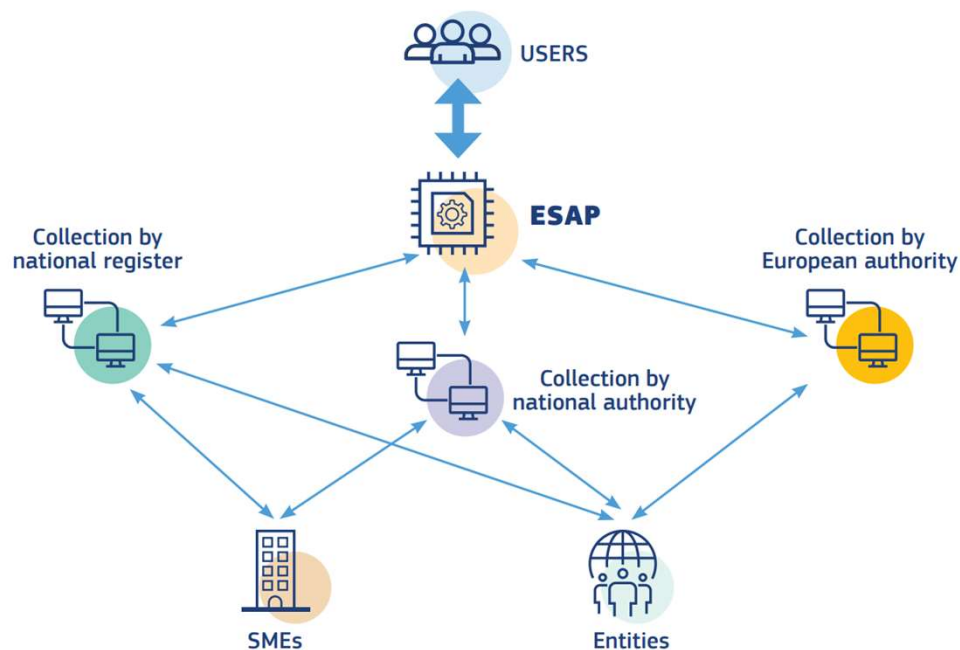 USERS
ESAP
Collection by
national register
Collection by
European authority
Collection by
national authority
SMEs
Entities